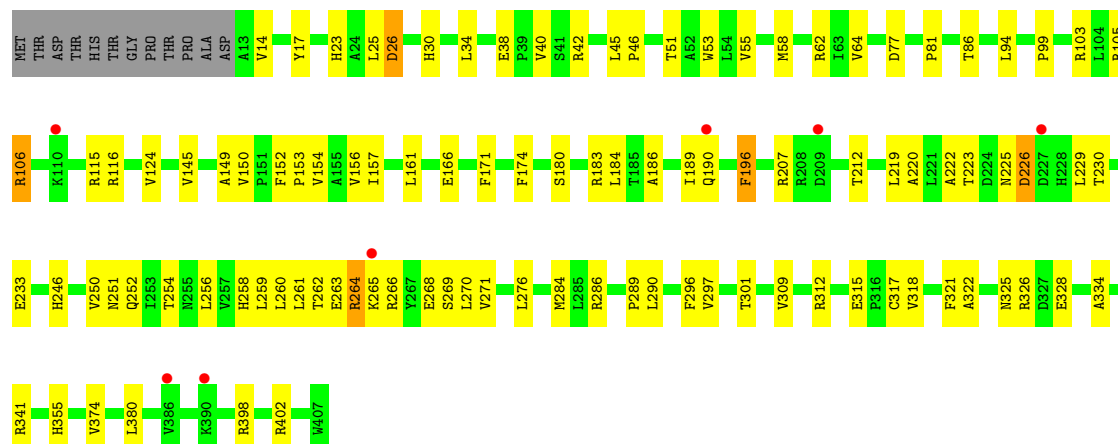 MET THR ASP THR HIS THR GLY PRO THR PRO ALA ASP A13 V14 Y17 H23 A24 L25 D26 H30 L34 E38 P39 V40 S41 R42 L45 P46 T51 A52 W53 L54 V55 M58 R62 I63 V64 D77 P81 T86 L94 P99 R103 L104 R105
R106 K110 R115 R116 V124 V145 A149 V150 P151 F152 P153 V154 A155 V156 I157 L161 E166 F171 F174 S180 R183 L184 T185 A186 I189 Q190 F196 R207 R208 D209 T212 L219 A220 L221 A222 T223 D224 N225 D226 D227 H228 L229 T230
E233 H246 V250 N251 Q252 I253 T254 N255 L256 V257 H258 L259 L260 L261 T262 E263 R264 K265 R266 Y267 E268 S269 L270 V271 L276 M284 L285 R286 P289 L290 F296 V297 T301 V309 R312 E315 P316 C317 V318 F321 A322 N325 R326 D327 E328 A334
R341 H355 V374 L380 V386 K390 R398 R402 W407